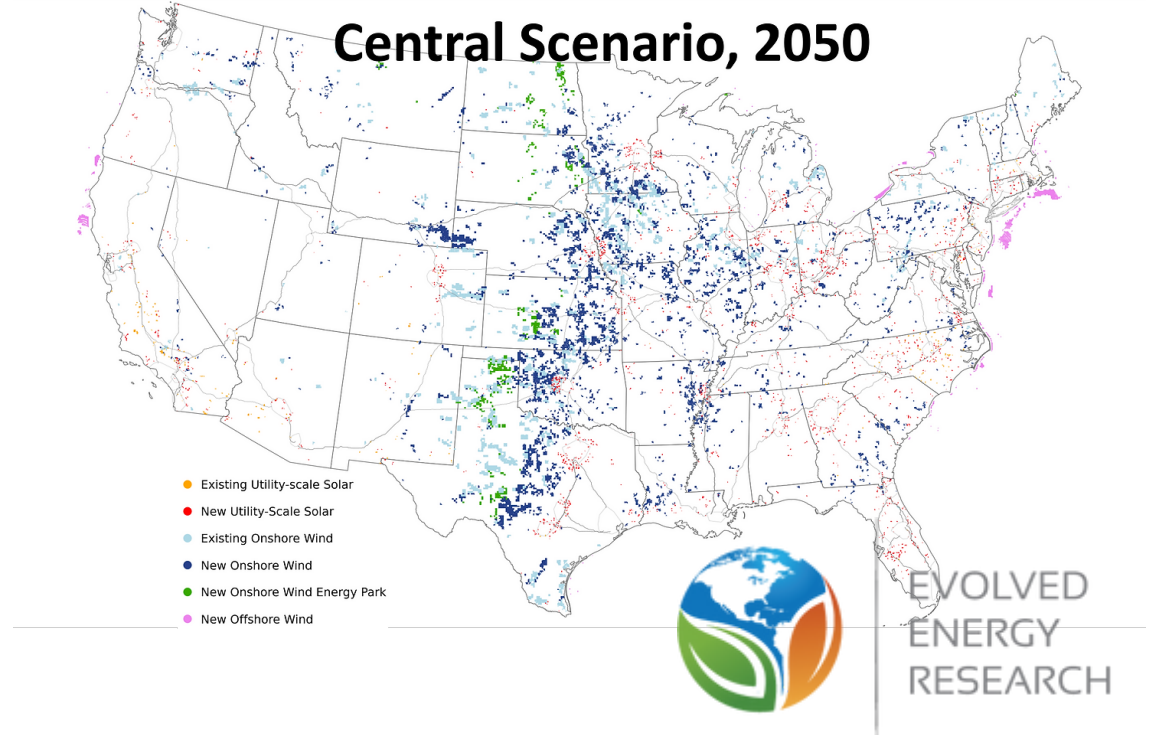 Central Scenario, 2050
Existing Utility-scale Solar
New Utility-Scale Solar
Existing Onshore Wind
New Onshore Wind
New Onshore Wind Energy Park
New Offshore Wind
EVOLVED
ENERGY
RESEARCH